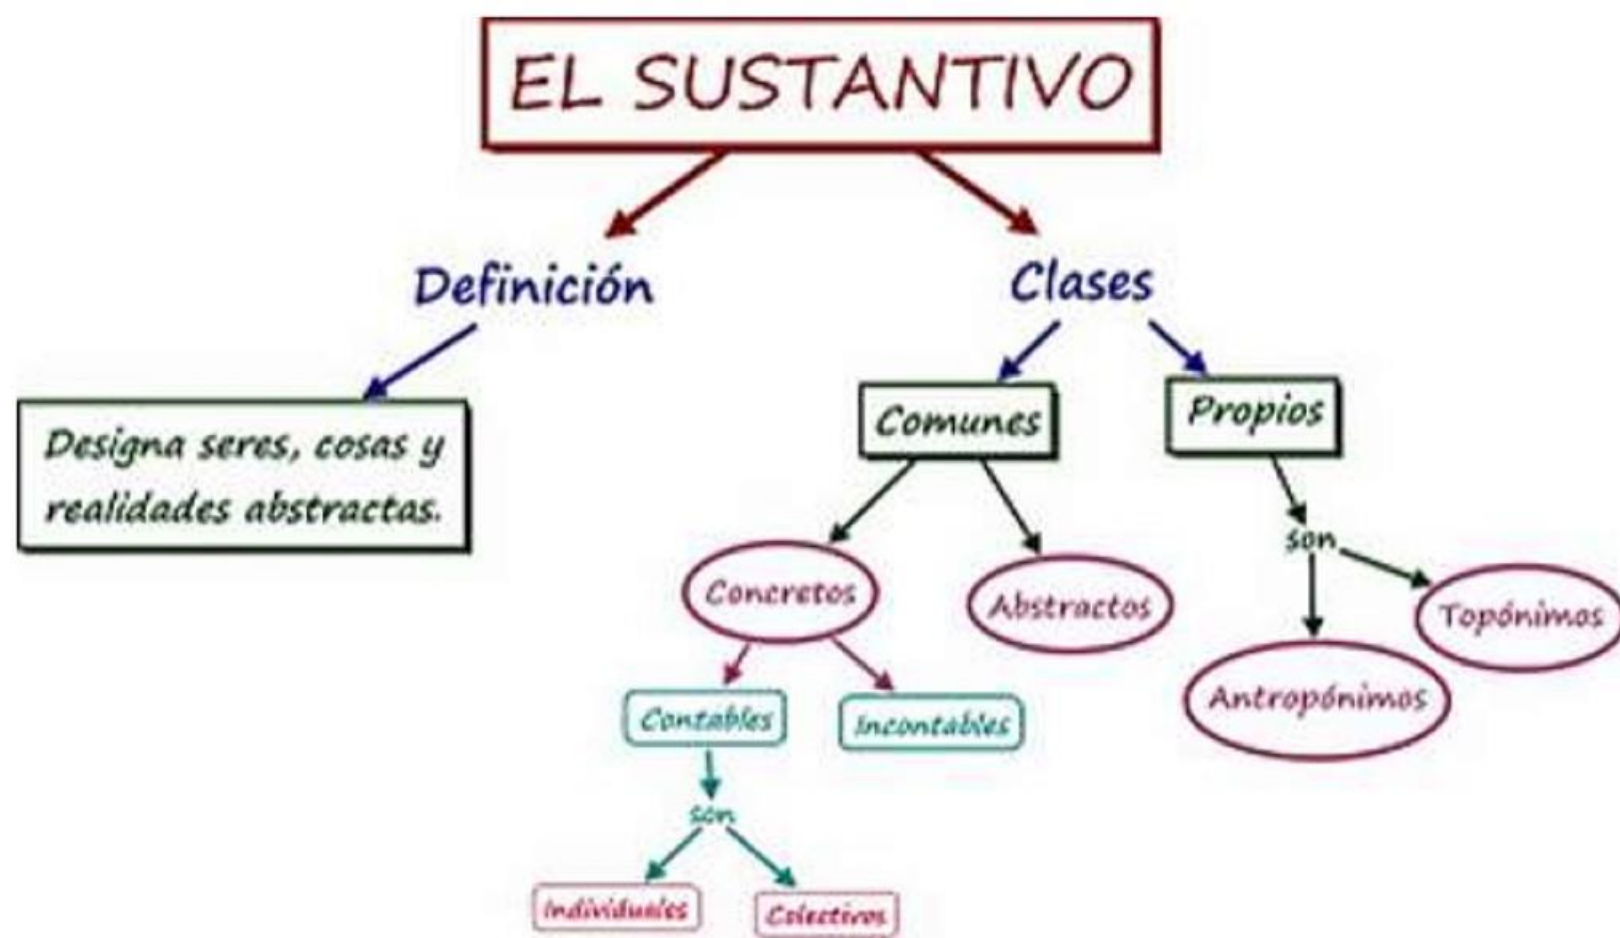 EL SUSTANTIVO
Definición
Clases
Designa seres, cosas y
realidades abstractas.
Comunes
Propios
son
Concretos
Abstractos
Topónimos
Antropónimos
Contables
Incontables
son
Individuales
Colectivos